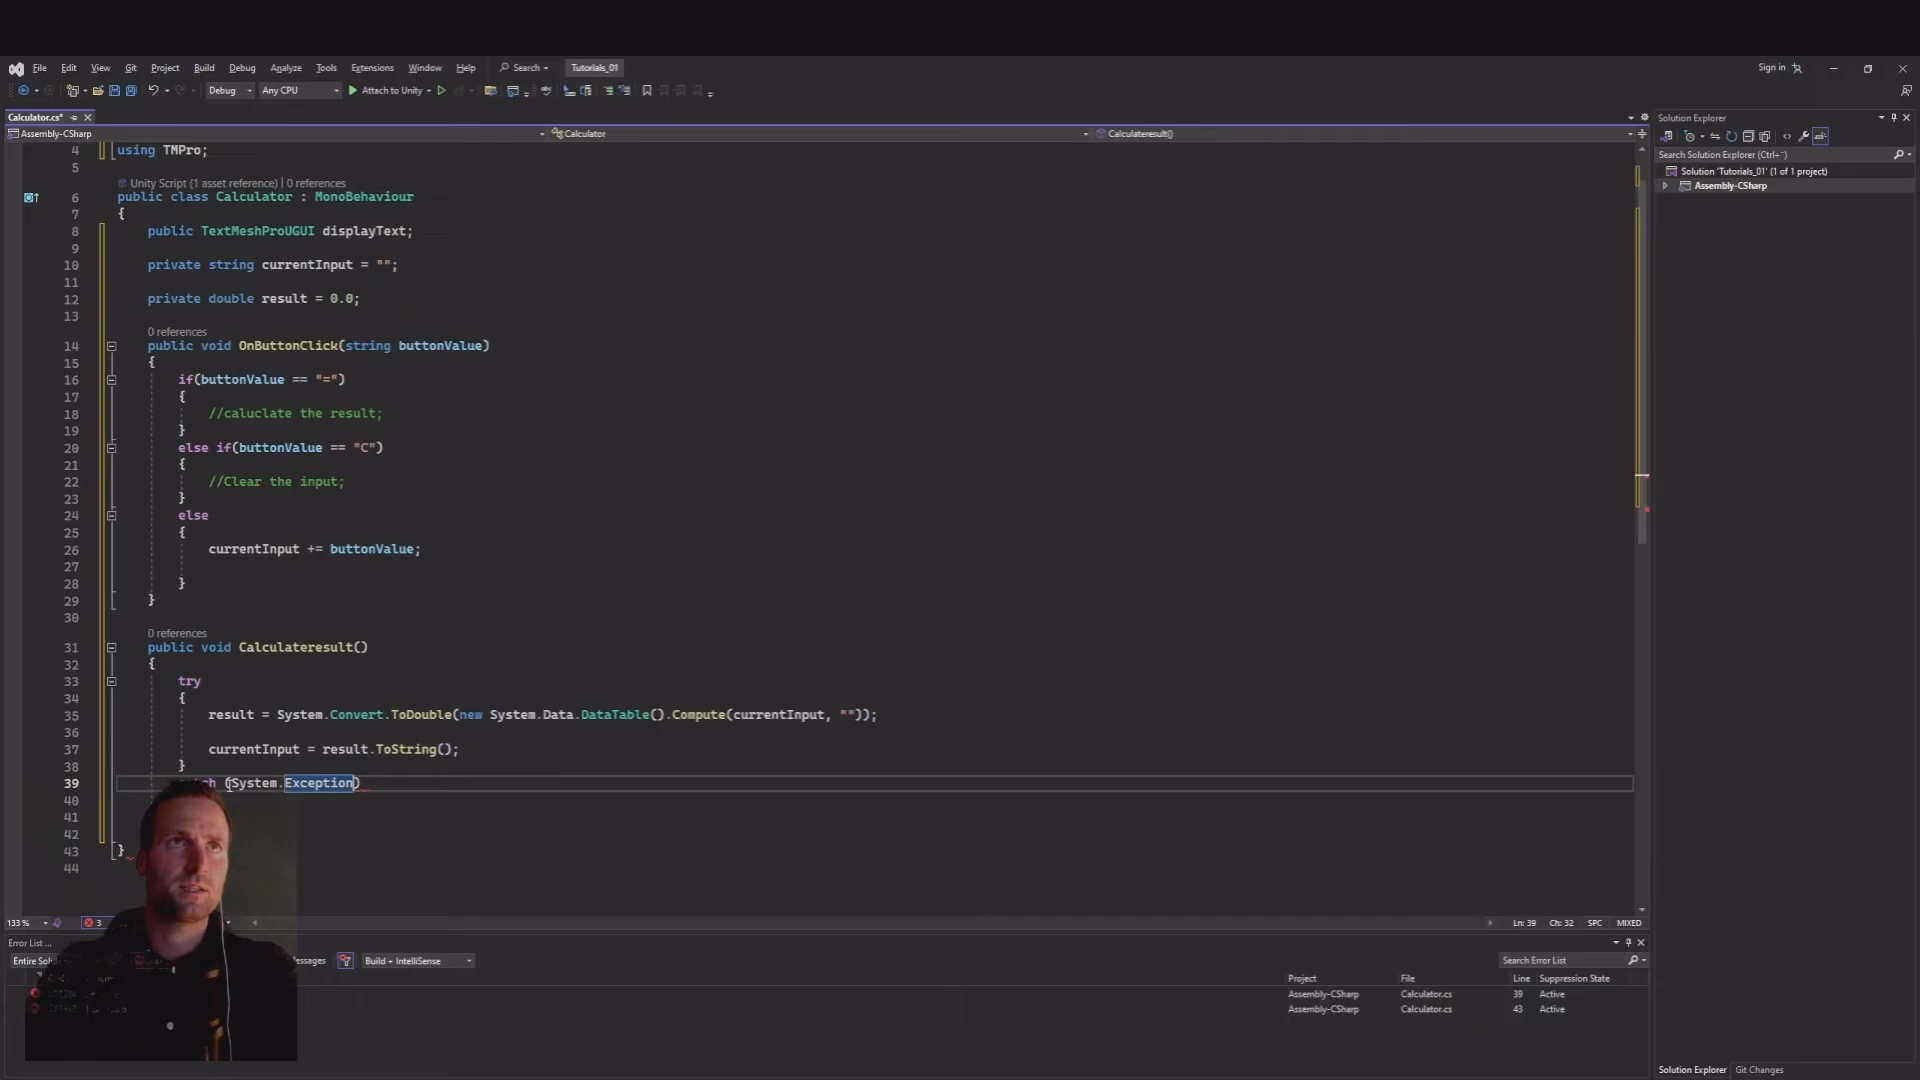 File Edit View Git Project Build Debug Analyze Tools Extensions Window Help Search Tutorials_01 Sign in
Debug Any CPU Attach to Unity
Calculator.cs*
Assembly-CSharp Calculator Calculateresult()
4 using TMPro;
5
Unity Script (1 asset reference) | 0 references
6 public class Calculator : MonoBehaviour
7 {
8 public TextMeshProUGUI displayText;
9
10 private string currentInput = "";
11
12 private double result = 0.0;
13
0 references
14 public void OnButtonClick(string buttonValue)
15 {
16 if(buttonValue == "=")
17 {
18 //caluclate the result;
19 }
20 else if(buttonValue == "C")
21 {
22 //Clear the input;
23 }
24 else
25 {
26 currentInput += buttonValue;
27
28 }
29 }
30
0 references
31 public void Calculateresult()
32 {
33 try
34 {
35 result = System.Convert.ToDouble(new System.Data.DataTable().Compute(currentInput, ""));
36
37 currentInput = result.ToString();
38 }
39 (System.Exception)
40
41
42
43 }
44
133 % 3 Ln: 39 Ch: 32 SPC MIXED
Error List ...
Entire Build + IntelliSense Search Error List
Project File Line Suppression State
Assembly-CSharp Calculator.cs 39 Active
Assembly-CSharp Calculator.cs 43 Active
Solution Explorer
Search Solution Explorer (Ctrl+¨)
Solution 'Tutorials_01' (1 of 1 project)
Assembly-CSharp
Solution Explorer Git Changes